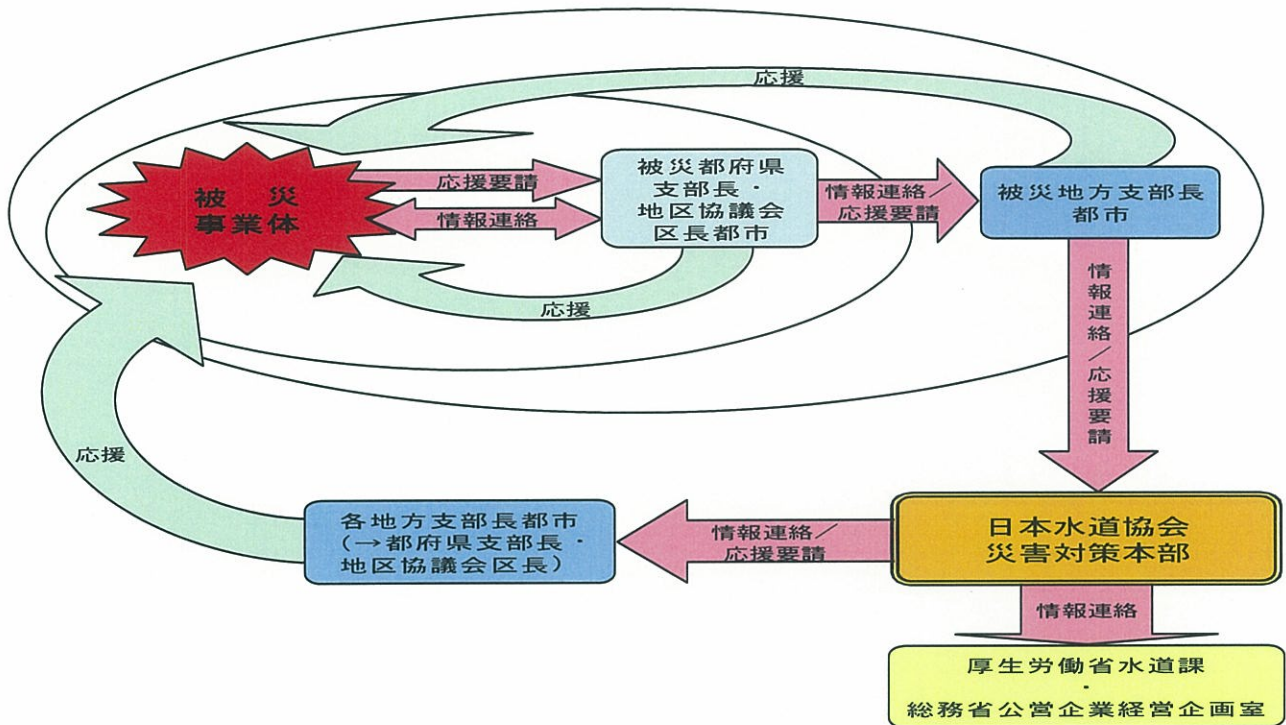 応援
被災
事業体
応援要請
情報連絡
被災都府県
支部長・
地区協議会
区長都市
情報連絡／
応援要請
被災地方支部長
都市
応援
情報連絡／応援要請
応援
各地方支部長都市
（→都府県支部長・
地区協議会区長）
情報連絡／
応援要請
日本水道協会
災害対策本部
情報連絡
厚生労働省水道課
・
総務省公営企業経営企画室